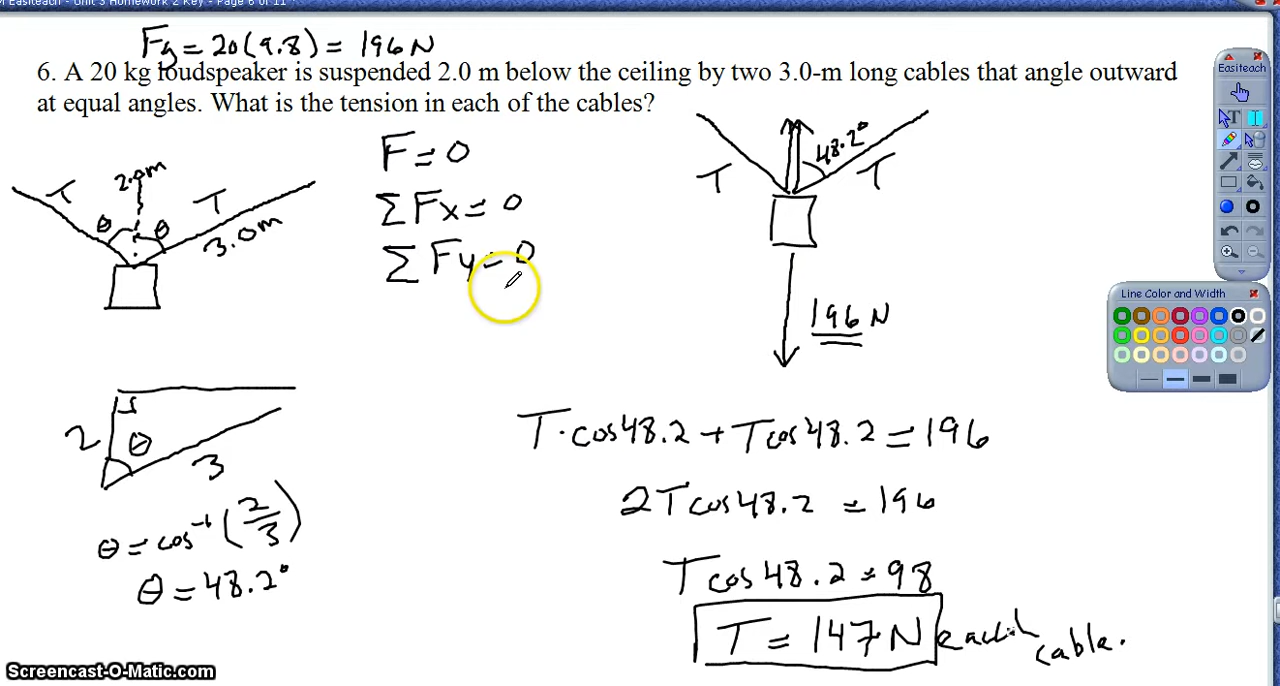 M Easiteach - Unit 3 Homework 2 Key - Page 6 of 11
Fg = 20(9.8) = 196N
6. A 20 kg loudspeaker is suspended 2.0 m below the ceiling by two 3.0-m long cables that angle outward
at equal angles. What is the tension in each of the cables?
T
2.0m
T
θ
θ
3.0m
F = 0
ΣFx = 0
ΣFy = 0
48.2°
T
T
196 N
2
θ
3
θ = cos⁻¹(2/3)
θ = 48.2°
T·cos48.2 + Tcos48.2 = 196
2Tcos48.2 = 196
Tcos48.2 = 98
T = 147N each cable.
Easiteach
T
Line Color and Width
Screencast-O-Matic.com